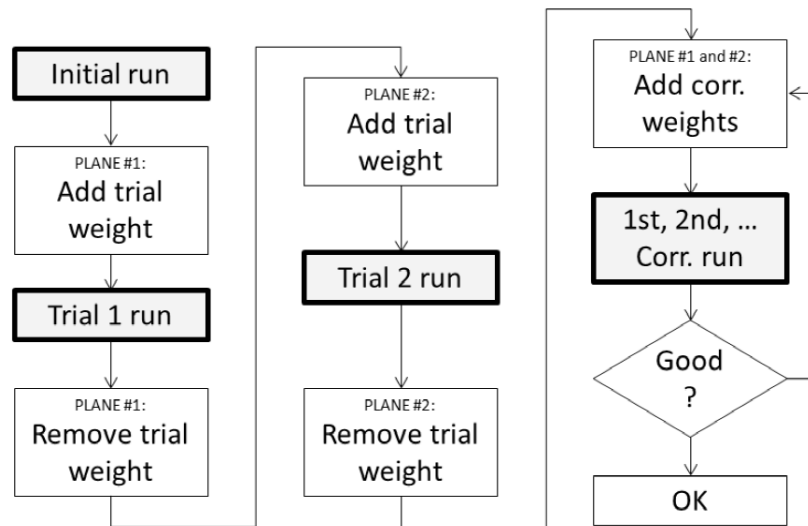 Initial run
PLANE #1:
Add trial
weight
Trial 1 run
PLANE #1:
Remove trial
weight
PLANE #2:
Add trial
weight
Trial 2 run
PLANE #2:
Remove trial
weight
PLANE #1 and #2:
Add corr.
weights
1st, 2nd, ...
Corr. run
Good
?
OK